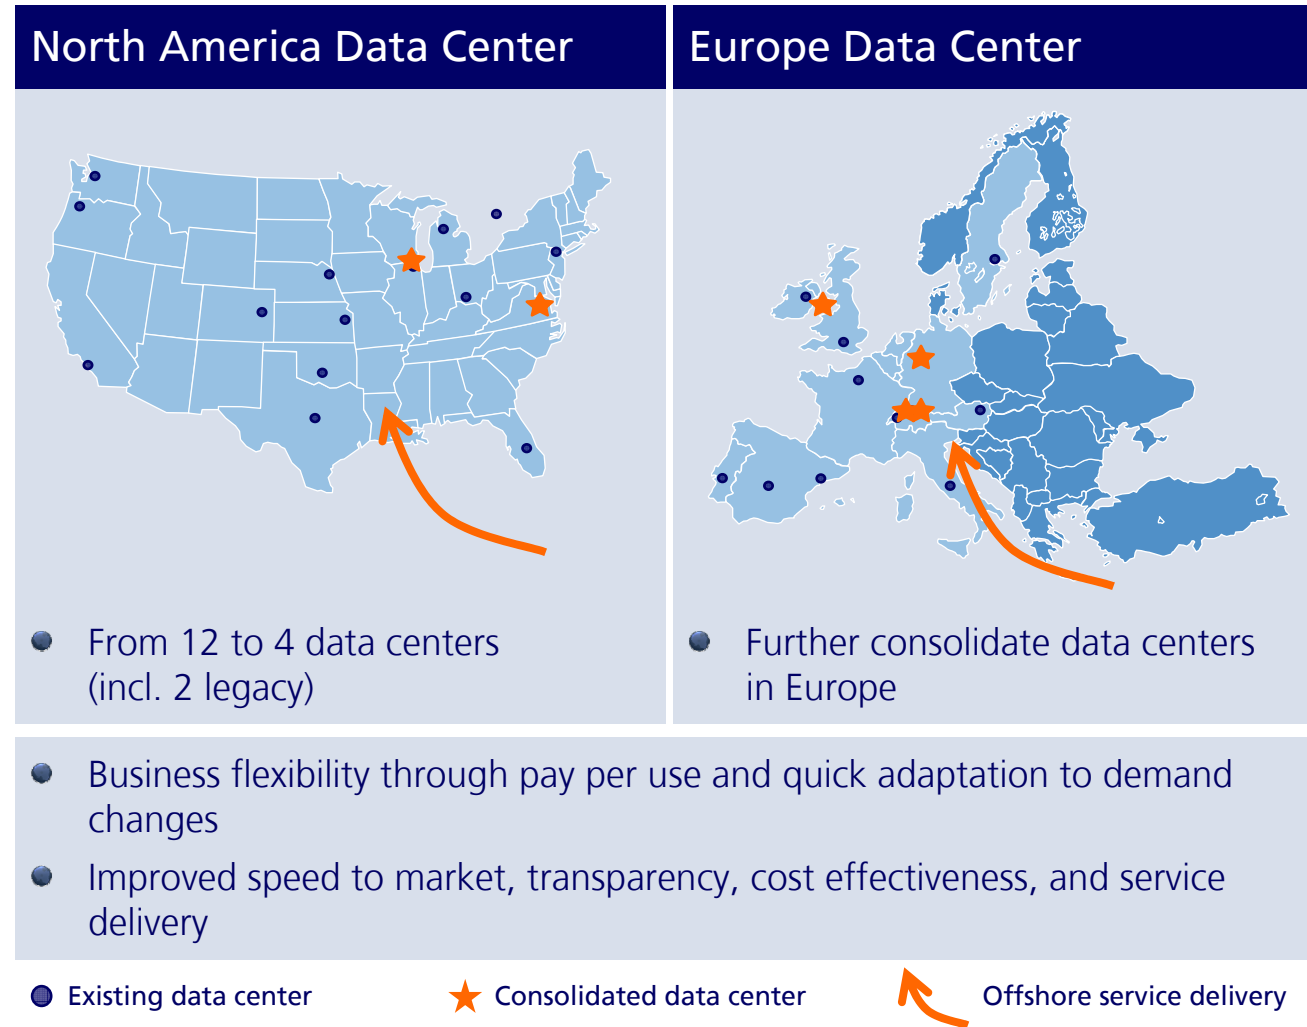 North America Data Center
Europe Data Center
From 12 to 4 data centers
(incl. 2 legacy)
Further consolidate data centers
in Europe
Business flexibility through pay per use and quick adaptation to demand
changes
Improved speed to market, transparency, cost effectiveness, and service
delivery
Existing data center
Consolidated data center
Offshore service delivery